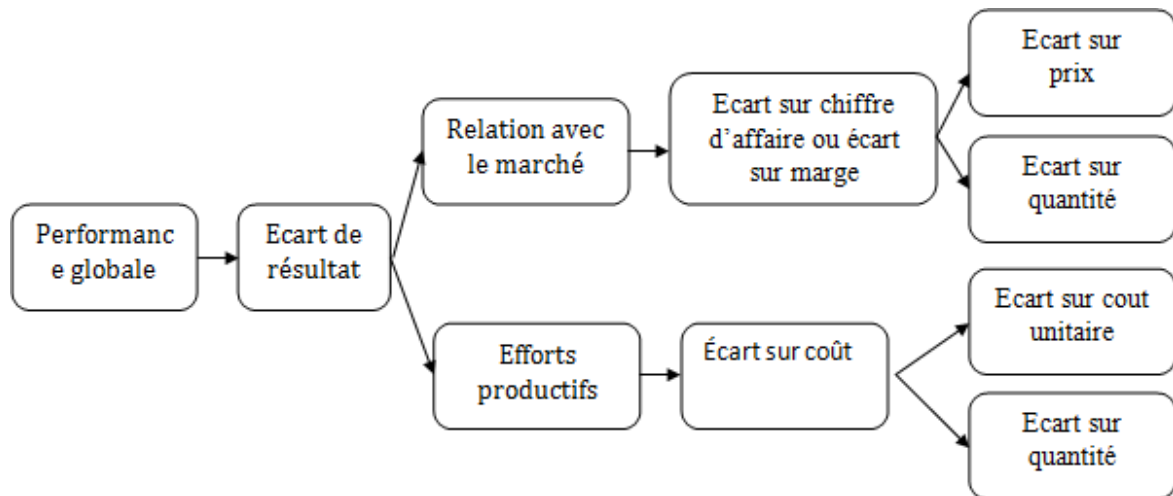 Performanc
e globale
Ecart de
résultat
Relation avec
le marché
Ecart sur chiffre
d’affaire ou écart
sur marge
Ecart sur
prix
Ecart sur
quantité
Efforts
productifs
Écart sur coût
Ecart sur cout
unitaire
Ecart sur
quantité